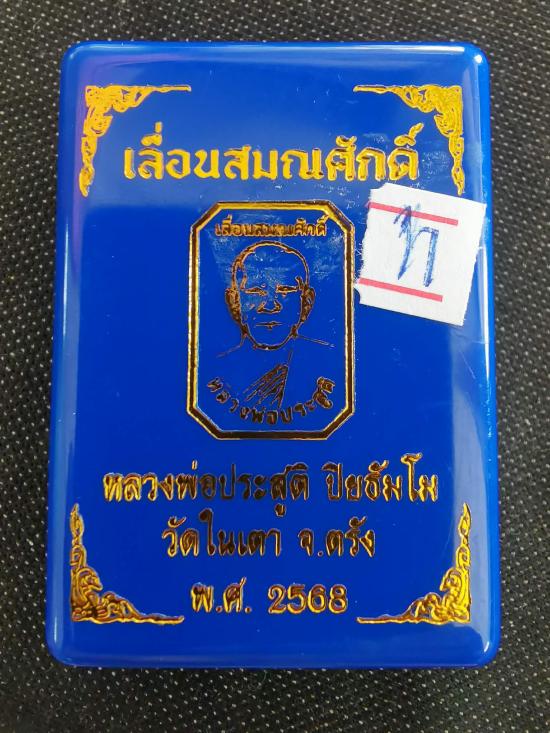 เลื่อนสมณศักดิ์
เลื่อนสมณศักดิ์
ท
หลวงพ่อประสูติ
หลวงพ่อประสูติ ปิยธัมโม
วัดในเตา จ.ตรัง
พ.ศ. 2568